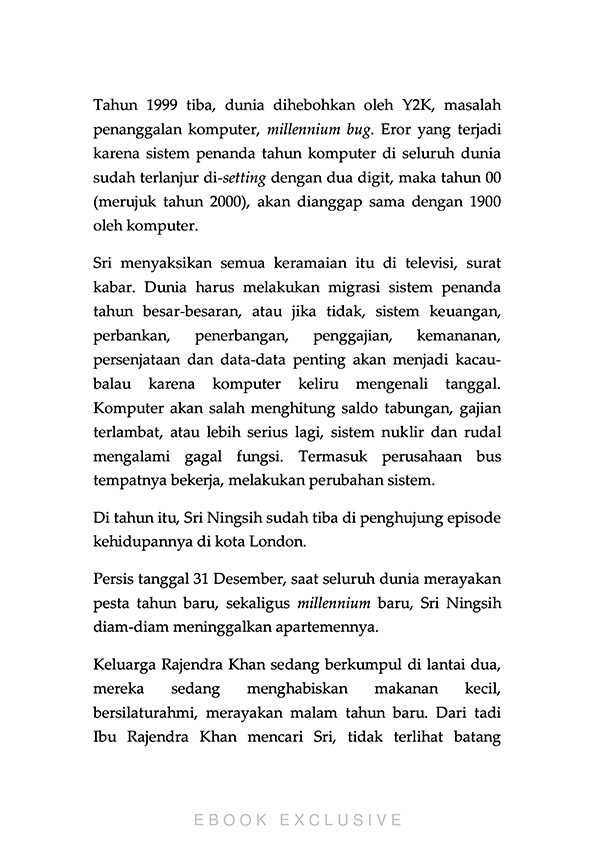 Tahun 1999 tiba, dunia dihebohkan oleh Y2K, masalah
penanggalan komputer, millennium bug. Eror yang terjadi
karena sistem penanda tahun komputer di seluruh dunia
sudah terlanjur di-setting dengan dua digit, maka tahun 00
(merujuk tahun 2000), akan dianggap sama dengan 1900
oleh komputer.
Sri menyaksikan semua keramaian itu di televisi, surat
kabar. Dunia harus melakukan migrasi sistem penanda
tahun besar-besaran, atau jika tidak, sistem keuangan,
perbankan, penerbangan, penggajian, kemananan,
persenjataan dan data-data penting akan menjadi kacau-
balau karena komputer keliru mengenali tanggal.
Komputer akan salah menghitung saldo tabungan, gajian
terlambat, atau lebih serius lagi, sistem nuklir dan rudal
mengalami gagal fungsi. Termasuk perusahaan bus
tempatnya bekerja, melakukan perubahan sistem.
Di tahun itu, Sri Ningsih sudah tiba di penghujung episode
kehidupannya di kota London.
Persis tanggal 31 Desember, saat seluruh dunia merayakan
pesta tahun baru, sekaligus millennium baru, Sri Ningsih
diam-diam meninggalkan apartemennya.
Keluarga Rajendra Khan sedang berkumpul di lantai dua,
mereka sedang menghabiskan makanan kecil,
bersilaturahmi, merayakan malam tahun baru. Dari tadi
Ibu Rajendra Khan mencari Sri, tidak terlihat batang
EBOOK EXCLUSIVE